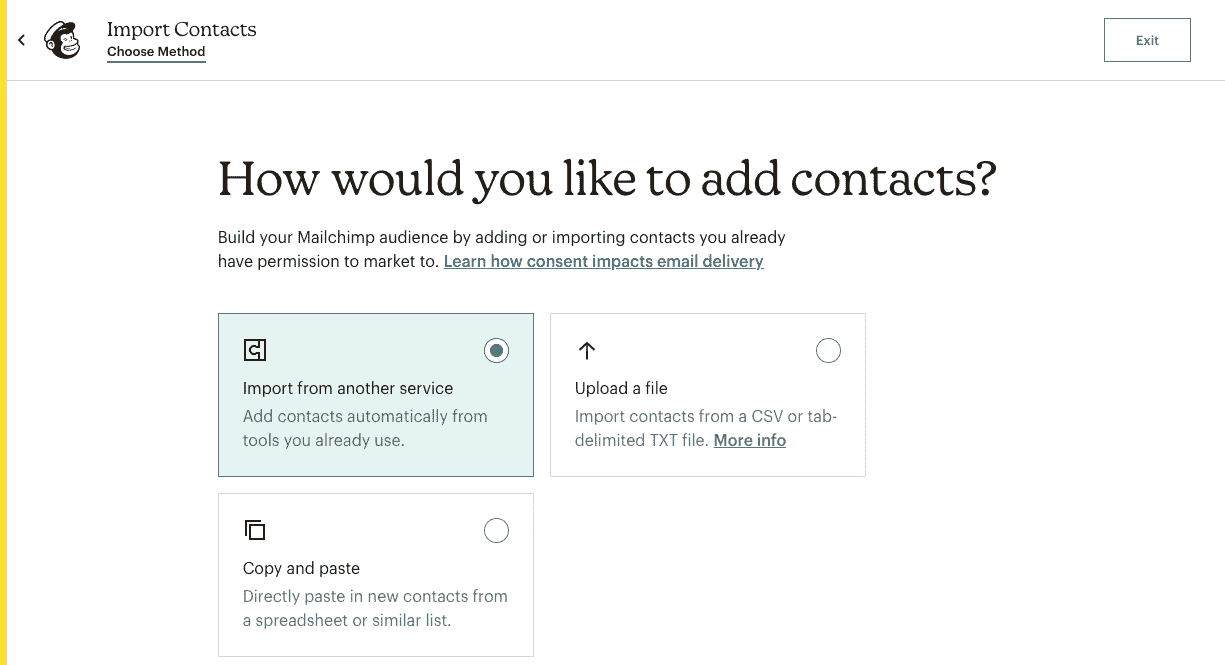 Import Contacts
Choose Method
Exit
How would you like to add contacts?
Build your Mailchimp audience by adding or importing contacts you already
have permission to market to. Learn how consent impacts email delivery
Import from another service
Add contacts automatically from
tools you already use.
Upload a file
Import contacts from a CSV or tab-
delimited TXT file. More info
Copy and paste
Directly paste in new contacts from
a spreadsheet or similar list.